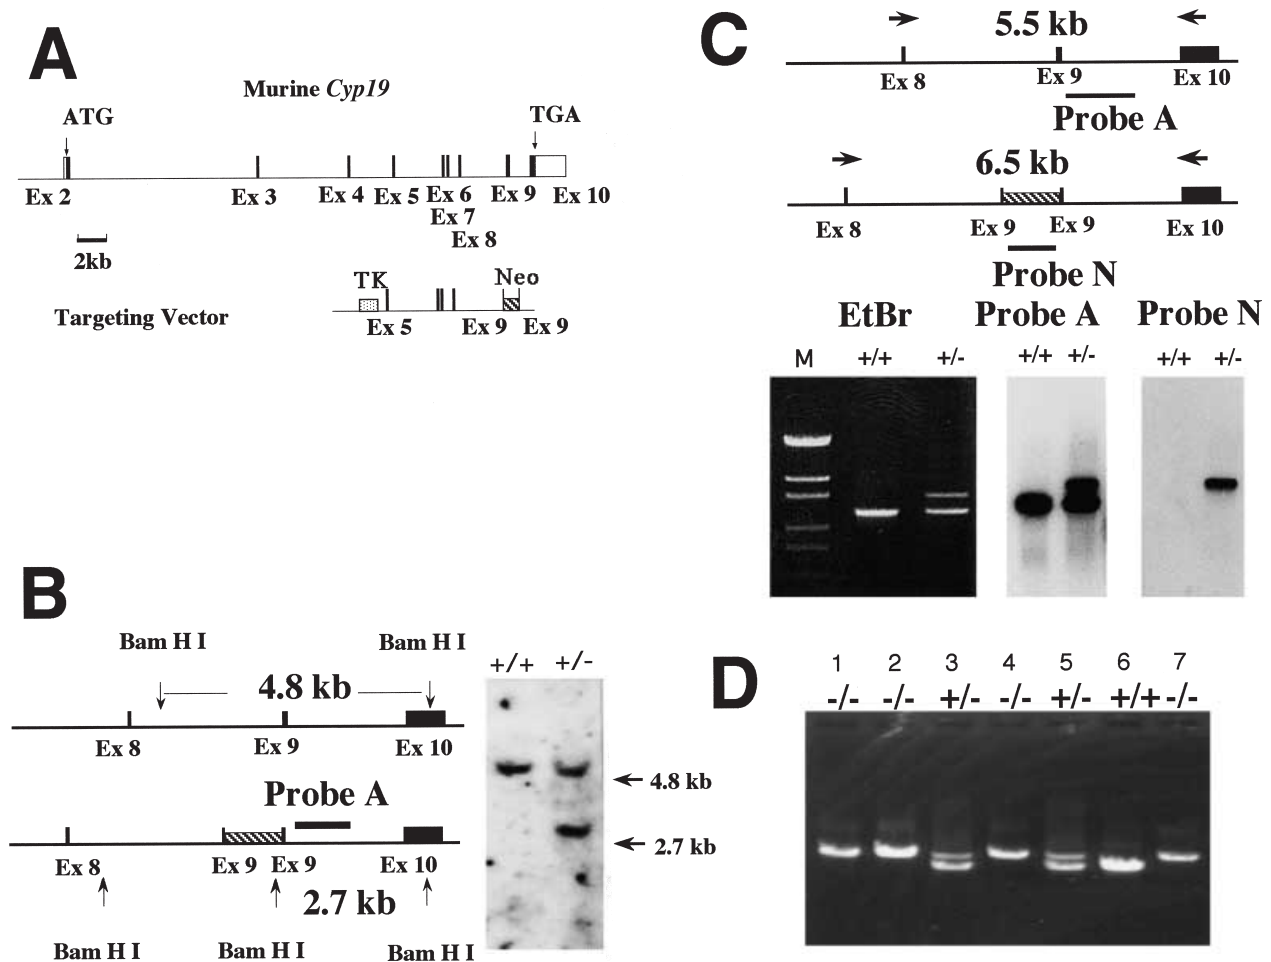 A
Murine Cyp19
ATG
TGA
Ex 2
Ex 3
Ex 4
Ex 5
Ex 6
Ex 9
Ex 10
Ex 7
Ex 8
2kb
TK
Neo
Targeting Vector
Ex 5
Ex 9
Ex 9
B
Bam H I
Bam H I
4.8 kb
Ex 8
Ex 9
Ex 10
Probe A
Ex 8
Ex 9
Ex 9
Ex 10
2.7 kb
Bam H I
Bam H I
Bam H I
+/+
+/-
4.8 kb
2.7 kb
C
5.5 kb
Ex 8
Ex 9
Ex 10
Probe A
6.5 kb
Ex 8
Ex 9
Ex 9
Ex 10
Probe N
EtBr
Probe A
Probe N
M
+/+
+/-
+/+
+/-
+/+
+/-
D
1 2 3 4 5 6 7
-/- -/- +/- -/- +/- +/+ -/-